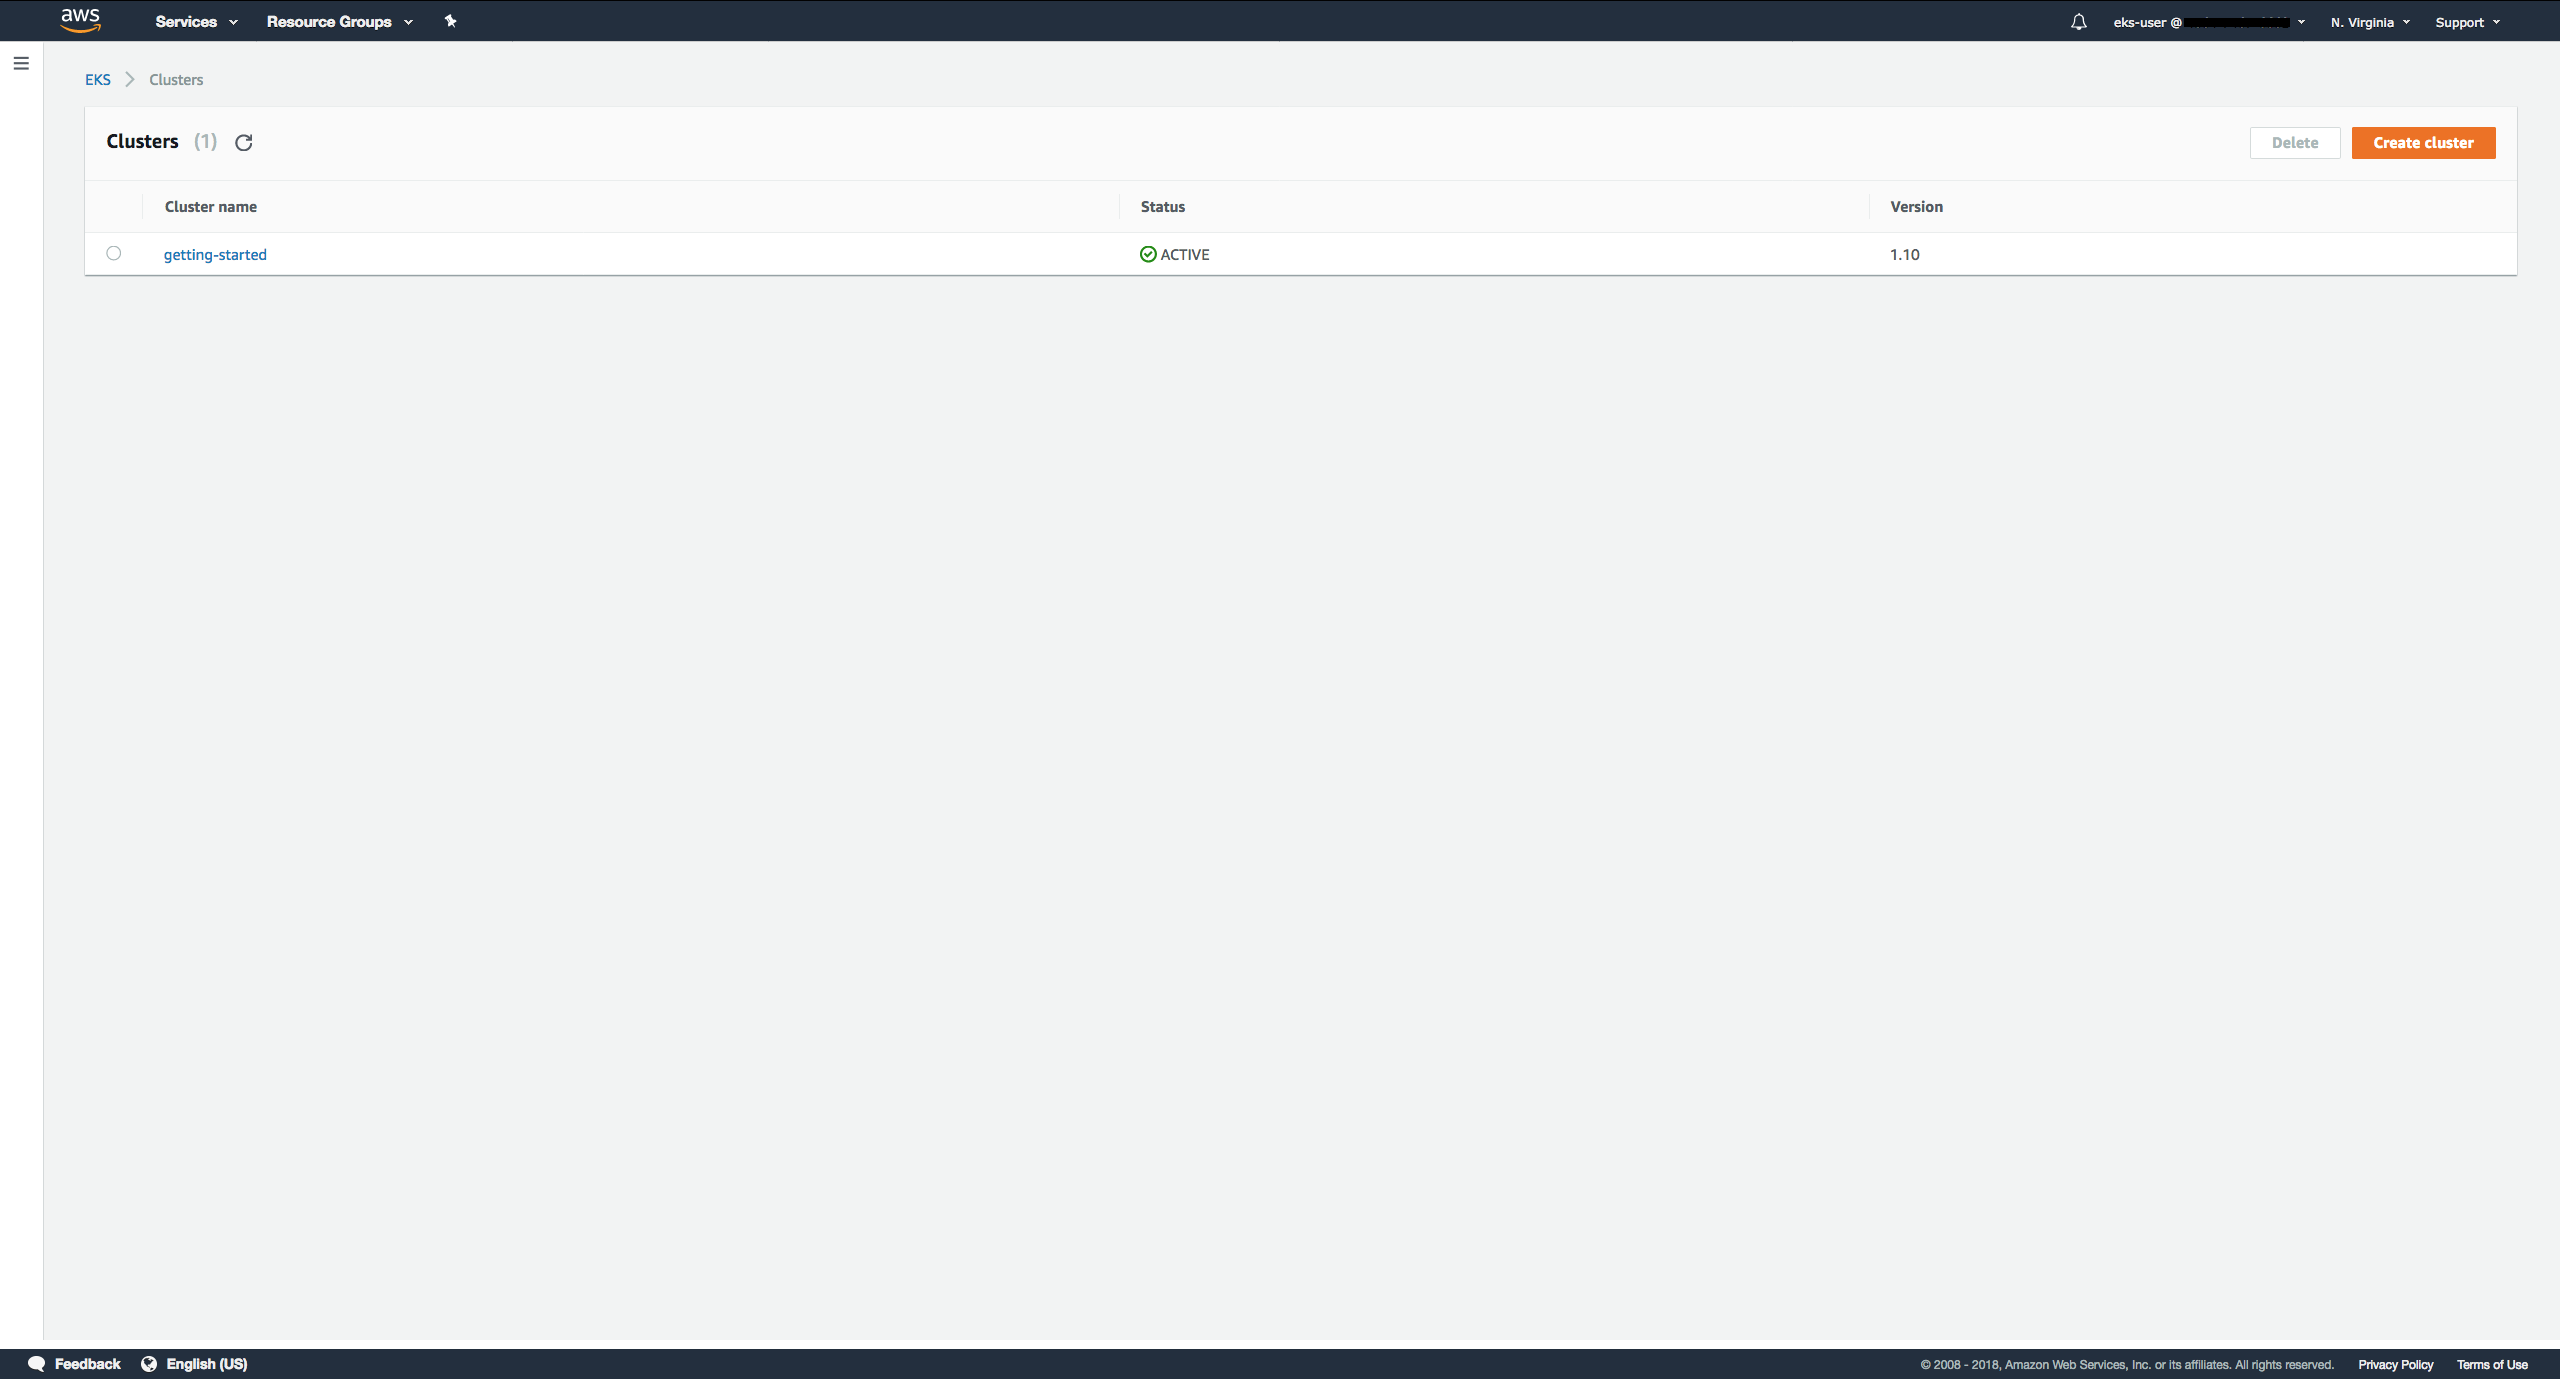 aws Services Resource Groups eks-user @ N. Virginia Support
EKS Clusters
Clusters (1) Delete Create cluster
Cluster name Status Version
getting-started ACTIVE 1.10
Feedback English (US) © 2008 - 2018, Amazon Web Services, Inc. or its affiliates. All rights reserved. Privacy Policy Terms of Use